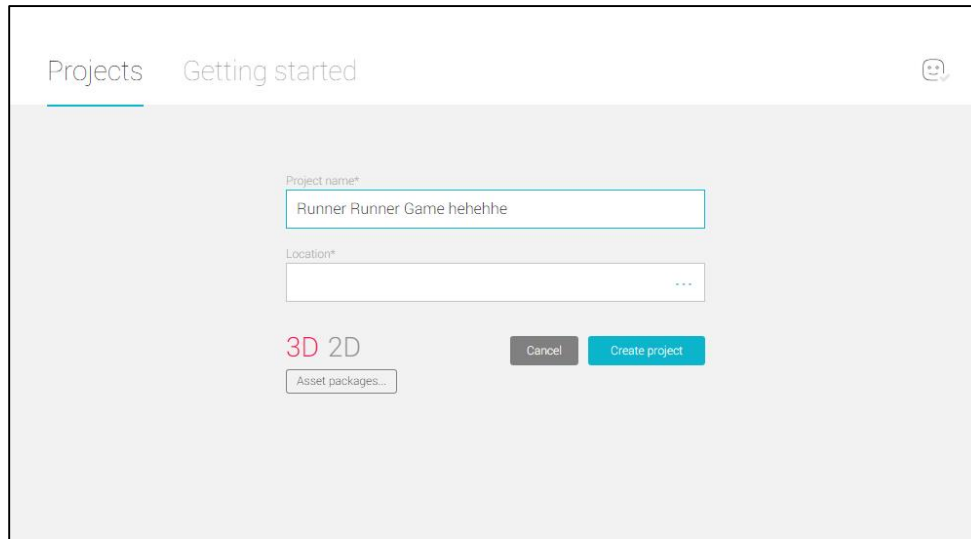 Projects Getting started
Project name*
Runner Runner Game hehehhe
Location*
...
3D 2D Cancel Create project
Asset packages...